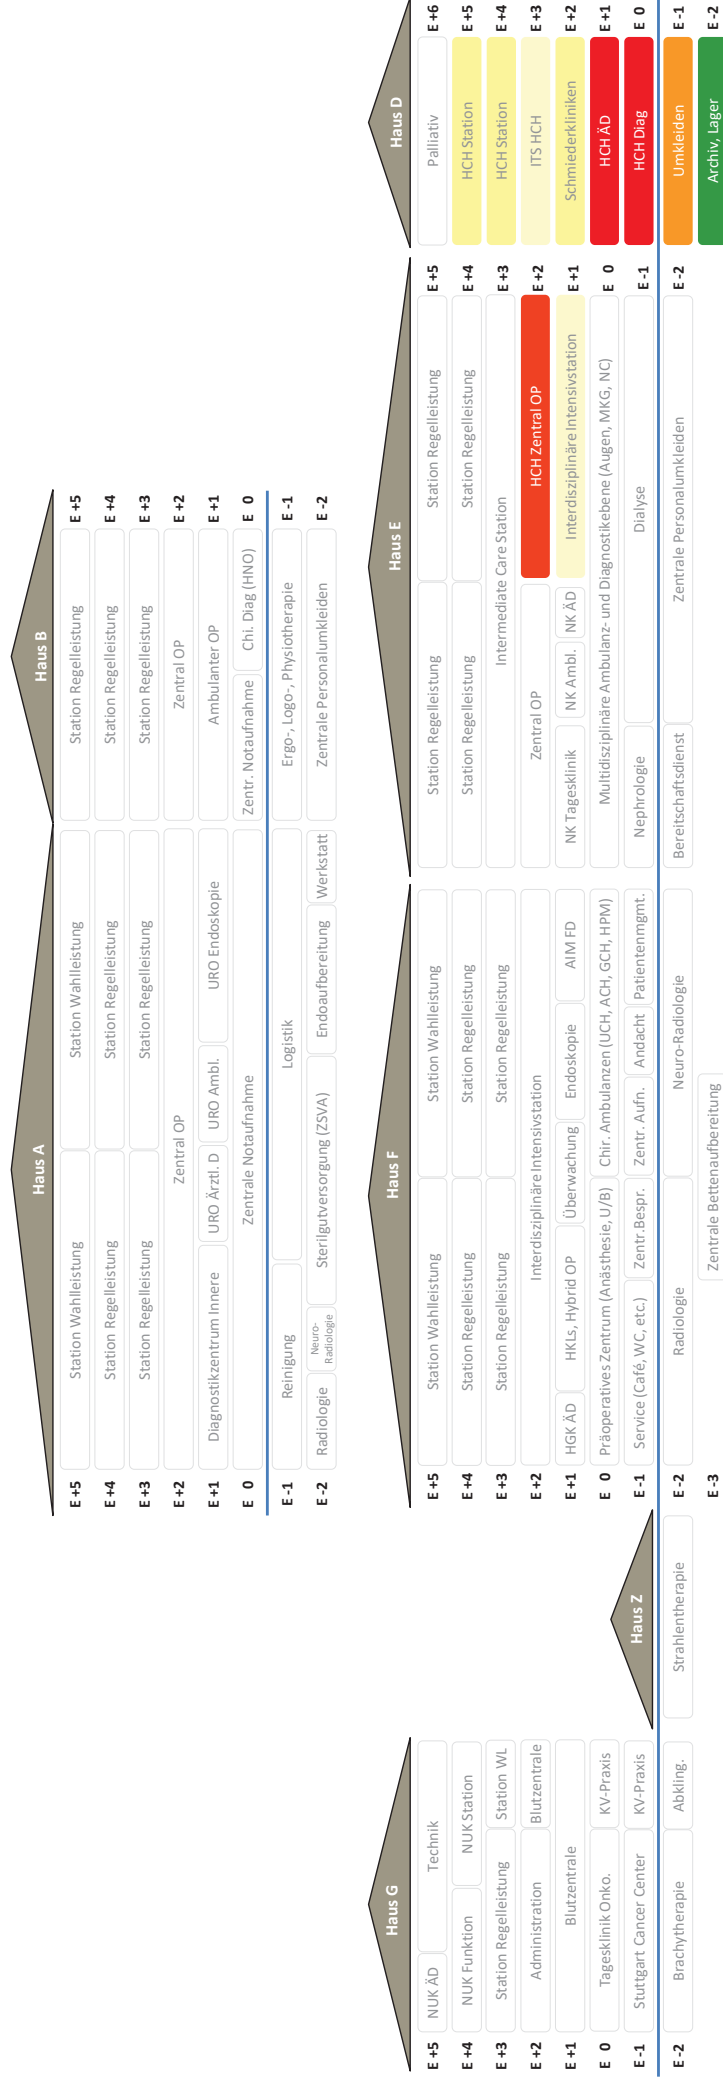 Haus A
Haus B
E +5 Station Wahlleistung Station Wahlleistung Station Regelleistung E +5
E +4 Station Regelleistung Station Regelleistung Station Regelleistung E +4
E +3 Station Regelleistung Station Regelleistung Station Regelleistung E +3
E +2 Zentral OP Zentral OP E +2
E +1 Diagnostikzentrum Innere URO Ärztl. D URO Ambl. URO Endoskopie Ambulanter OP E +1
E 0 Zentrale Notaufnahme Zentr. Notaufnahme Chi. Diag (HNO) E 0
E -1 Reinigung Logistik Ergo-, Logo-, Physiotherapie E -1
E -2 Radiologie Neuro-
Radiologie Sterilgutversorgung (ZSVA) Endoaufbereitung Werkstatt Zentrale Personalumkleiden E -2
Haus G
E +5 NUK ÄD Technik
E +4 NUK Funktion NUK Station
E +3 Station Regelleistung Station WL
E +2 Administration Blutzentrale
E +1 Blutzentrale
E 0 Tagesklinik Onko. KV-Praxis
E -1 Stuttgart Cancer Center KV-Praxis
E -2 Brachytherapie Abkling.
Haus Z
Strahlentherapie
Haus F
E +5 Station Wahlleistung Station Wahlleistung
E +4 Station Regelleistung Station Regelleistung
E +3 Station Regelleistung Station Regelleistung
E +2 Interdisziplinäre Intensivstation
E +1 HGK ÄD HKLs, Hybrid OP Überwachung Endoskopie AIM FD
E 0 Präoperatives Zentrum (Anästhesie, U/B) Chir. Ambulanzen (UCH, ACH, GCH, HPM)
E -1 Service (Café, WC, etc.) Zentr.Bespr. Zentr. Aufn. Andacht Patientenmgmt.
E -2 Radiologie Neuro-Radiologie
E -3 Zentrale Bettenaufbereitung
Haus E
Station Regelleistung Station Regelleistung E +5
Station Regelleistung Station Regelleistung E +4
Intermediate Care Station E +3
Zentral OP HCH Zentral OP E +2
NK Tagesklinik NK Ambl. NK ÄD Interdisziplinäre Intensivstation E +1
Multidisziplinäre Ambulanz- und Diagnostikebene (Augen, MKG, NC) E 0
Nephrologie Dialyse E -1
Bereitschaftsdienst Zentrale Personalumkleiden E -2
Haus D
Palliativ E +6
HCH Station E +5
HCH Station E +4
ITS HCH E +3
Schmiederkliniken E +2
HCH ÄD E +1
HCH Diag E 0
Umkleiden E -1
Archiv, Lager E -2